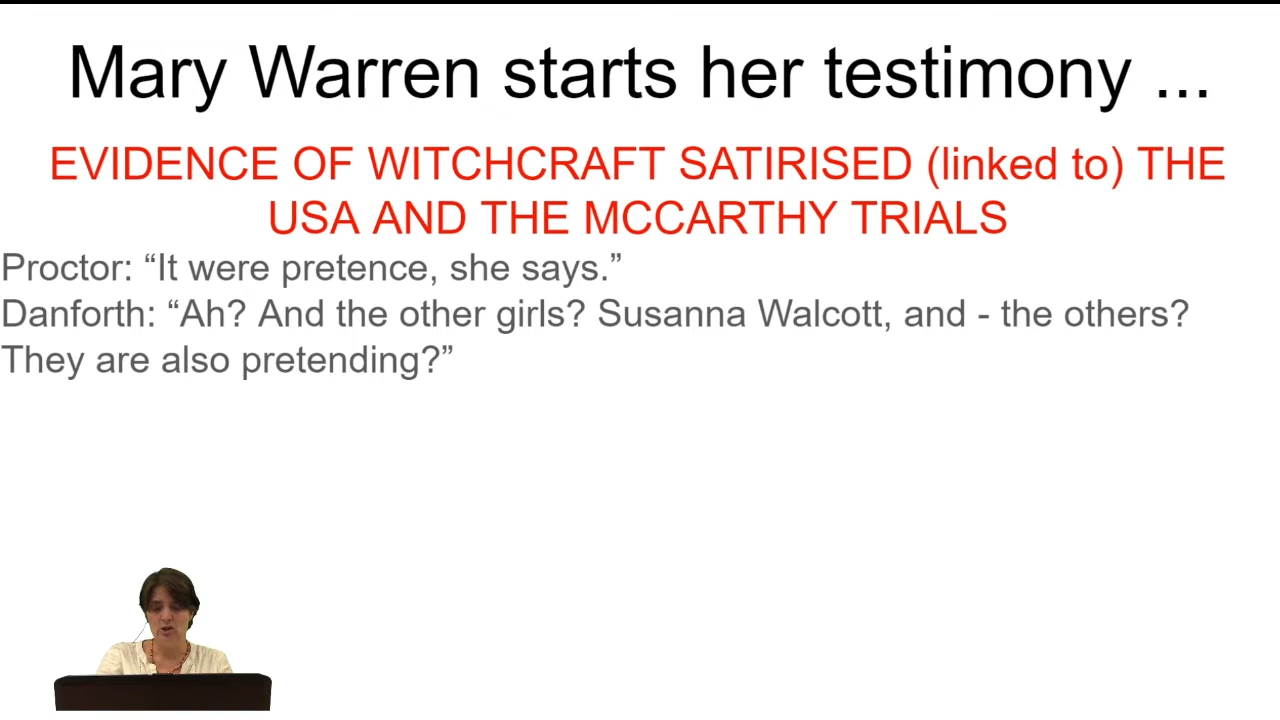 Mary Warren starts her testimony ...
EVIDENCE OF WITCHCRAFT SATIRISED (linked to) THE
USA AND THE MCCARTHY TRIALS
Proctor: “It were pretence, she says.”
Danforth: “Ah? And the other girls? Susanna Walcott, and - the others?
They are also pretending?”